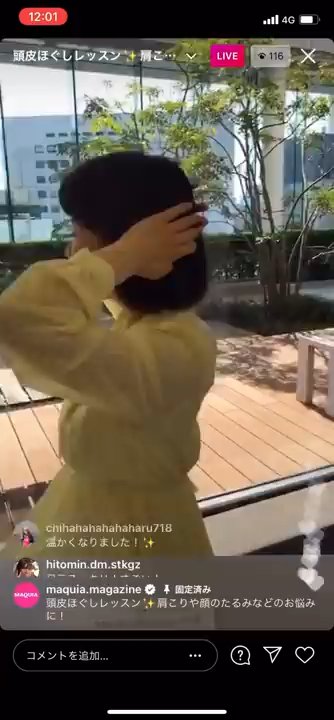 12:01
4G
頭皮ほぐしレッスン✨肩こ…
LIVE
116
chihahahahahaharu718
温かくなりました！✨
hitomin.dm.stkgz
maquia.magazine 固定済み
MAQUIA
頭皮ほぐしレッスン✨肩こりや顔のたるみなどのお悩み
に！
コメントを追加...